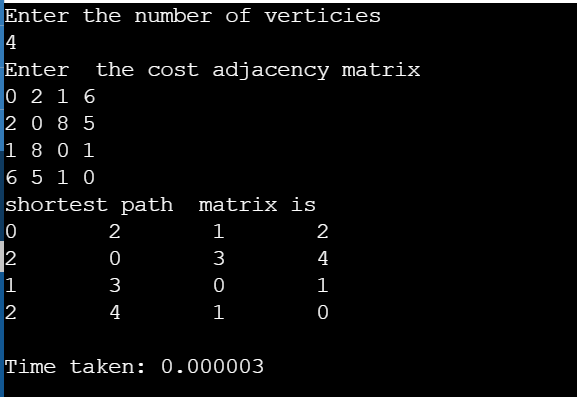 Enter the number of verticies
4
Enter  the cost adjacency matrix
0 2 1 6
2 0 8 5
1 8 0 1
6 5 1 0
shortest path  matrix is
0       2       1       2
2       0       3       4
1       3       0       1
2       4       1       0
Time taken: 0.000003